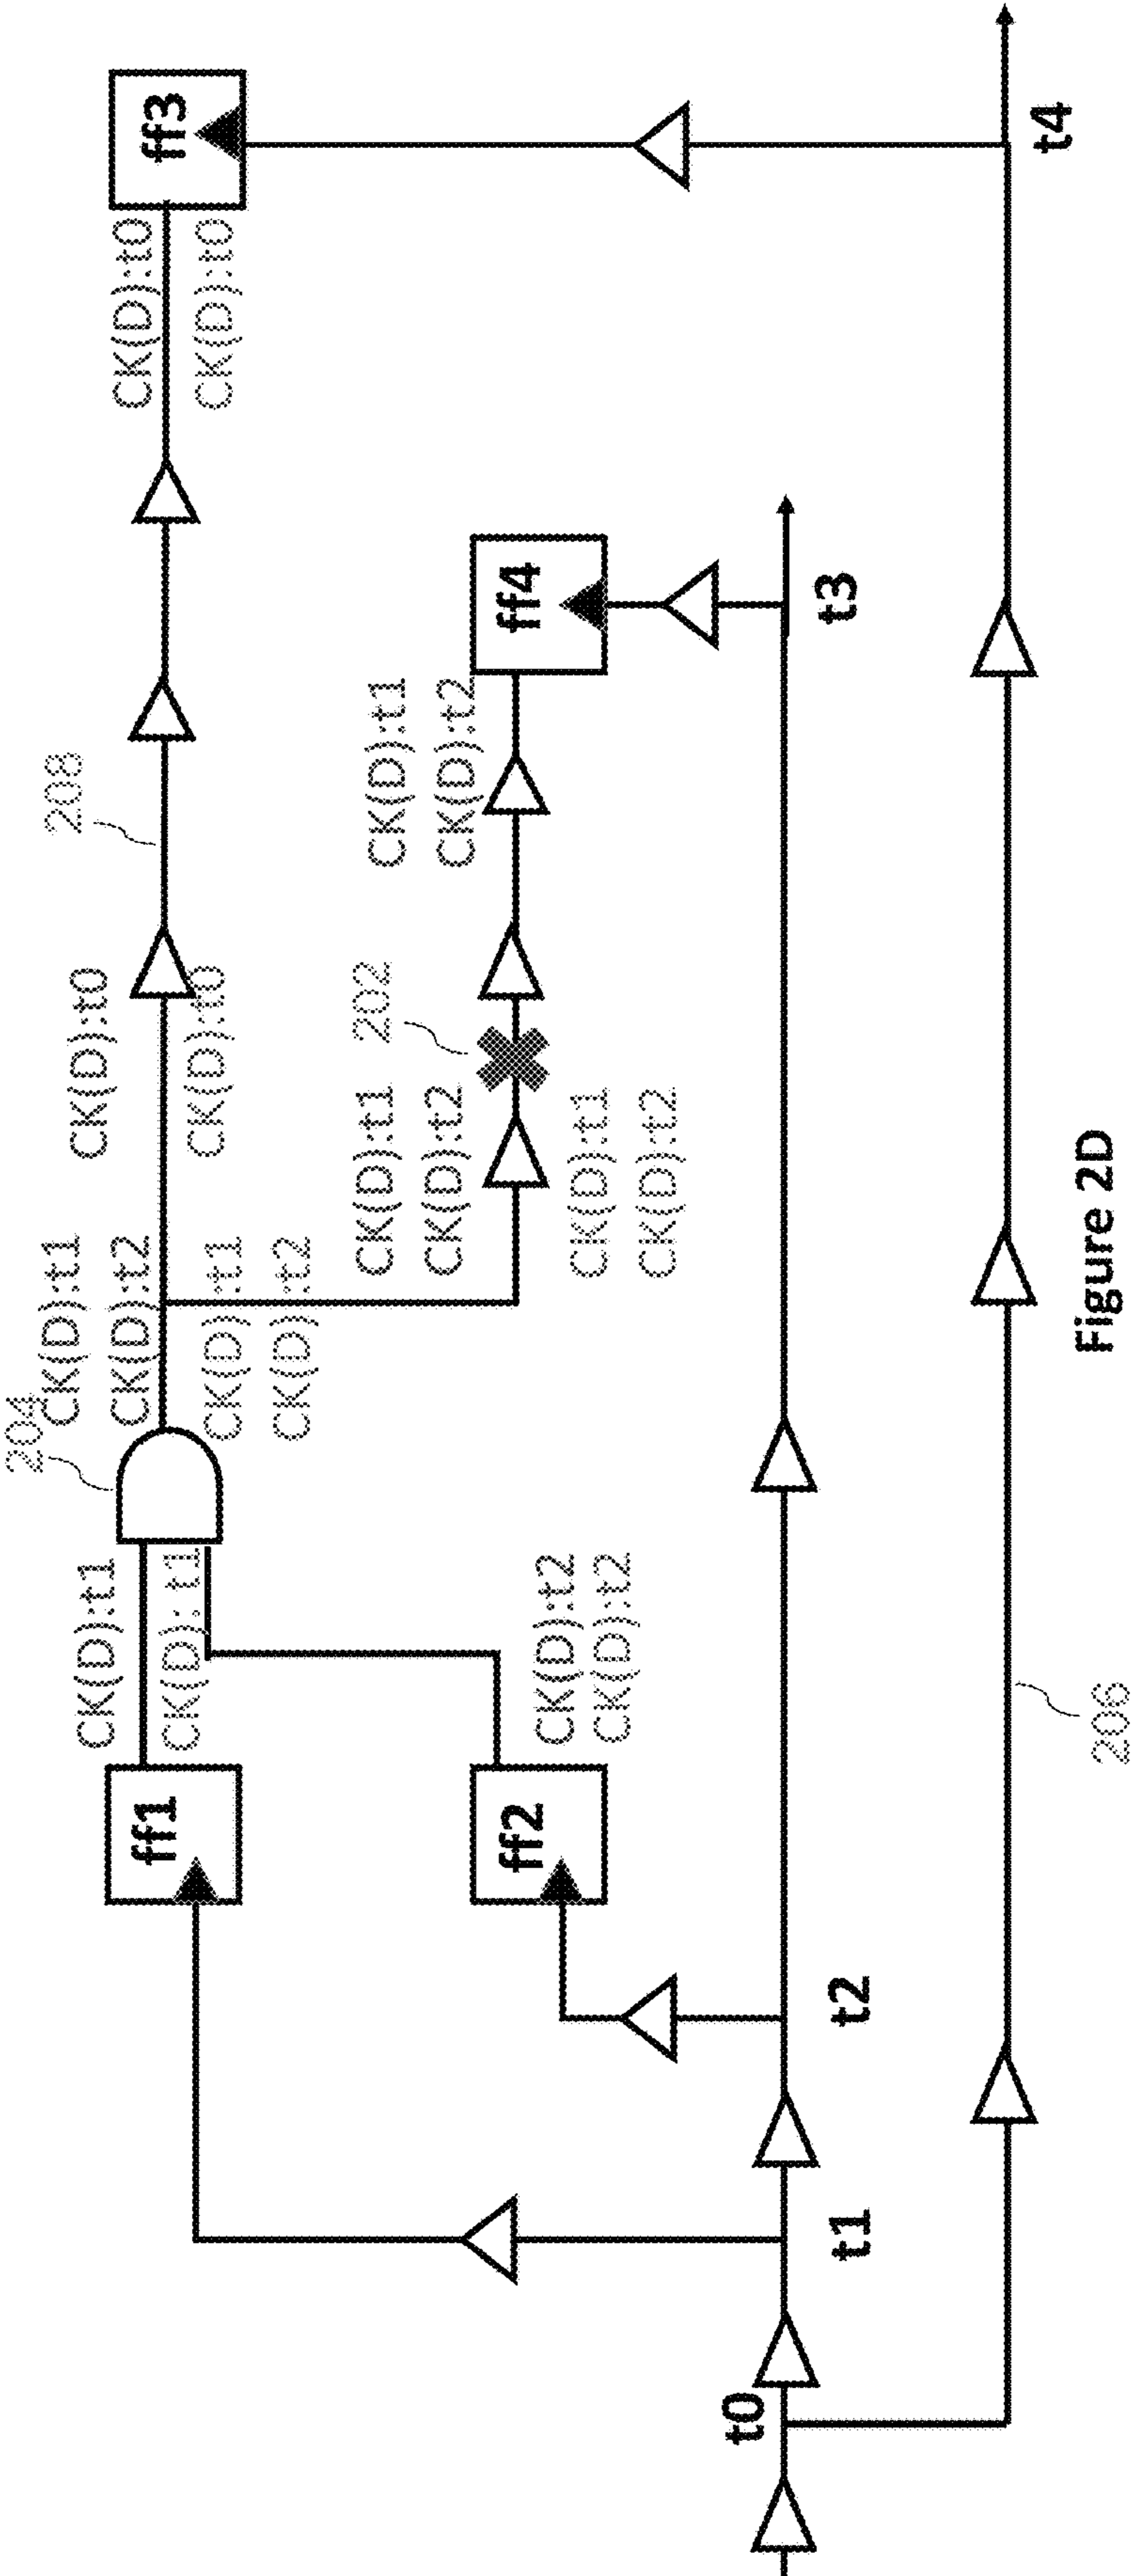 204
CK(D):t1
CK(D):t2
CK(D):t1
CK(D):t2
208
CK(D):t0
CK(D):t0
CK(D):t0
CK(D):t0
ff3
ff1
CK(D):t1
CK(D): t1
202
CK(D):t1
CK(D):t2
CK(D):t1
CK(D):t2
CK(D):t1
CK(D):t2
ff4
ff2
CK(D):t2
CK(D):t2
t0
t1
t2
t3
t4
206
Figure 2D